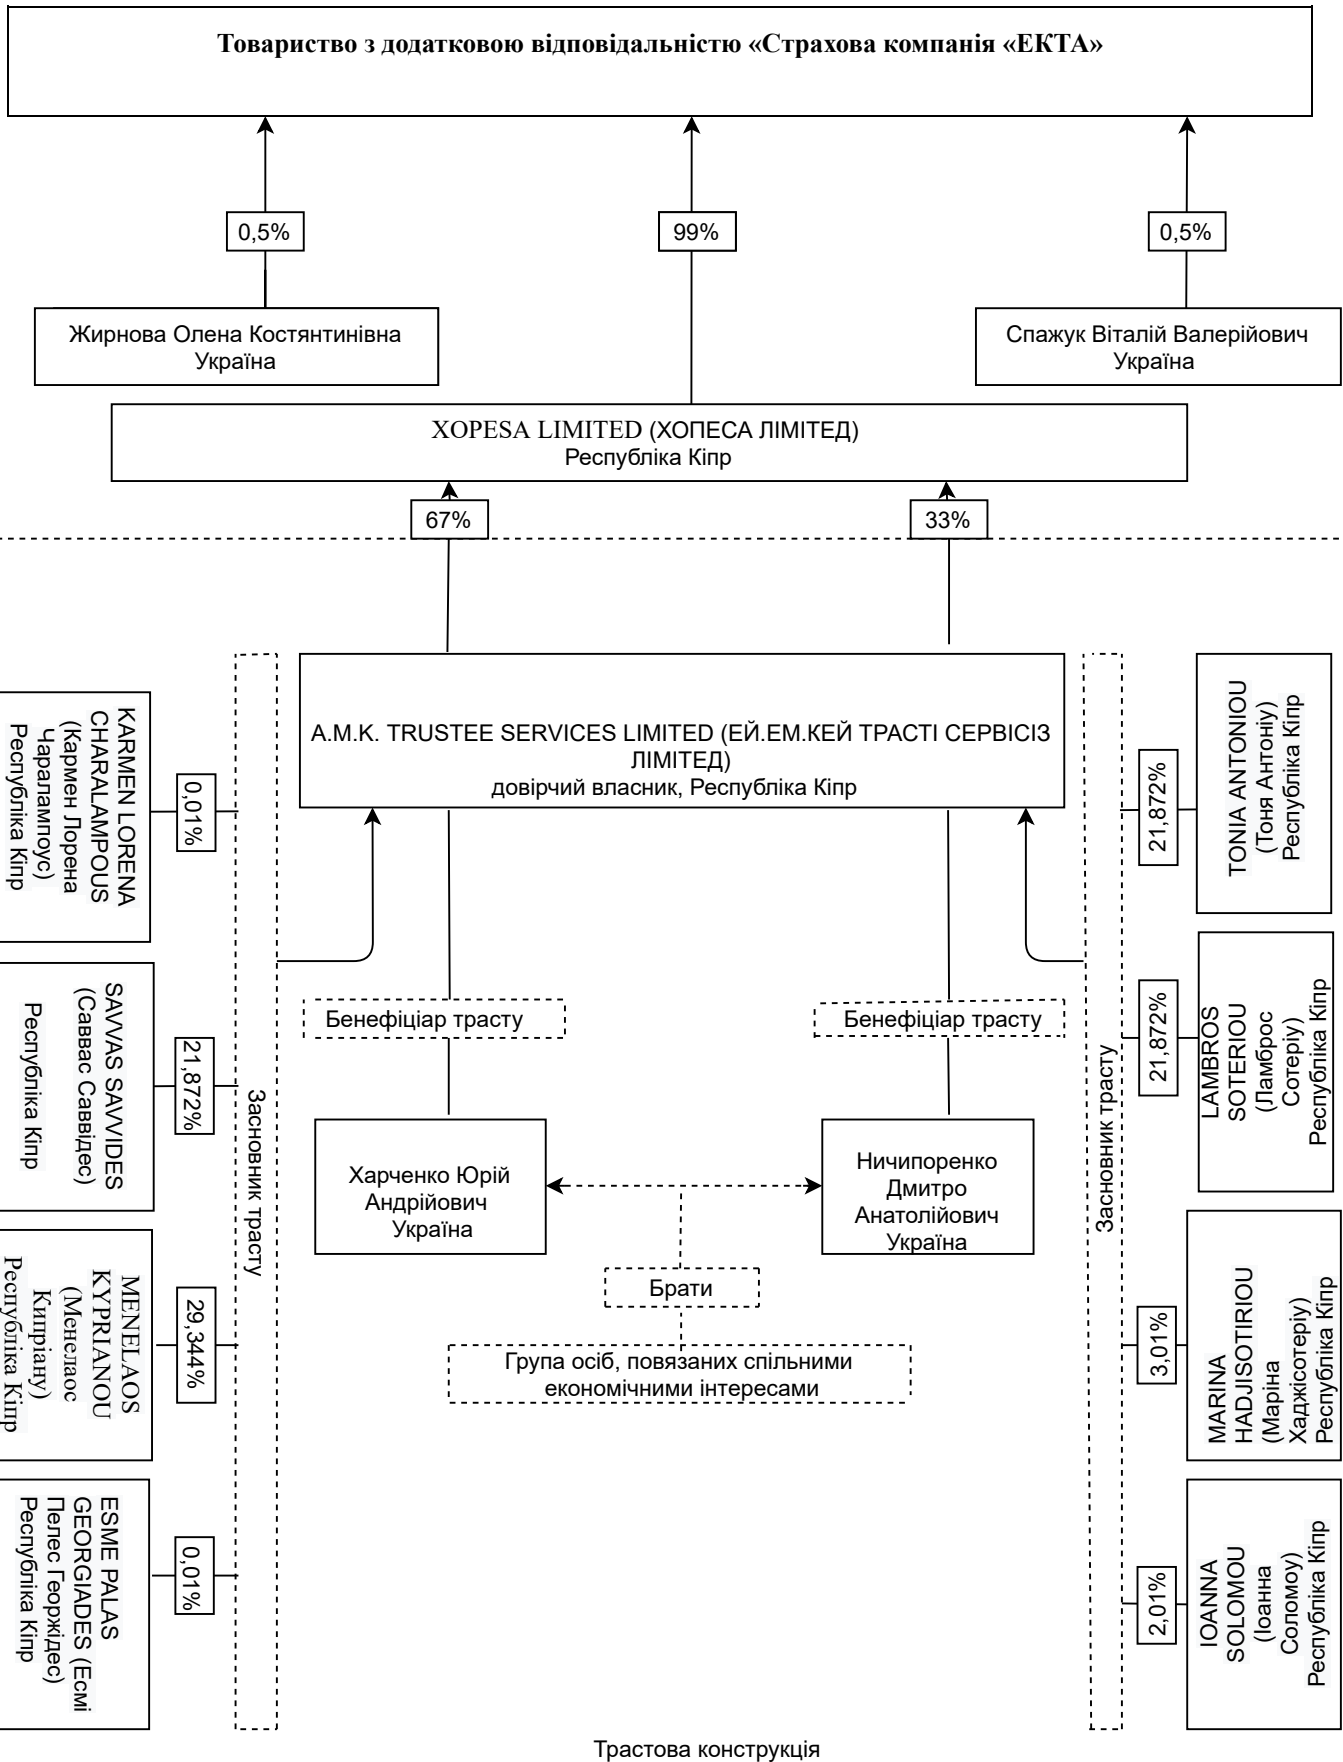 Товариство з додатковою відповідальністю «Страхова компанія «ЕКТА»
0,5%
99%
0,5%
Жирнова Олена Костянтинівна
Україна
Спажук Віталій Валерійович
Україна
XOPESA LIMITED (ХОПЕСА ЛІМІТЕД)
Республіка Кіпр
67%
33%
A.M.K. TRUSTEE SERVICES LIMITED (ЕЙ.ЕМ.КЕЙ ТРАСТІ СЕРВІСІЗ
ЛІМІТЕД)
довірчий власник, Республіка Кіпр
KARMEN LORENA
CHARALAMPOUS
(Кармен Лорена
Чаралампоус)
Республіка Кіпр
0,01%
SAVVAS SAVVIDES
(Саввас Саввідес)
Республіка Кіпр
21,872%
MENELAOS
KYPRIANOU
(Менелаос
Кипріану)
Республіка Кіпр
29,344%
ESME PALAS
GEORGIADES (Есмі
Пелес Георжідес)
Республіка Кіпр
0,01%
Засновник трасту
Бенефіціар трасту
Бенефіціар трасту
Харченко Юрій
Андрійович
Україна
Ничипоренко
Дмитро
Анатолійович
Україна
Брати
Група осіб, повязаних спільними
економічними інтересами
Засновник трасту
21,872%
TONIA ANTONIOU
(Тоня Антоніу)
Республіка Кіпр
21,872%
LAMBROS
SOTERIOU
(Ламброс
Сотеріу)
Республіка Кіпр
3,01%
MARINA
HADJISOTIRIOU
(Маріна
Хаджісотеріу)
Республіка Кіпр
2,01%
IOANNA
SOLOMOU
(Іоанна
Соломоу)
Республіка Кіпр
Трастова конструкція